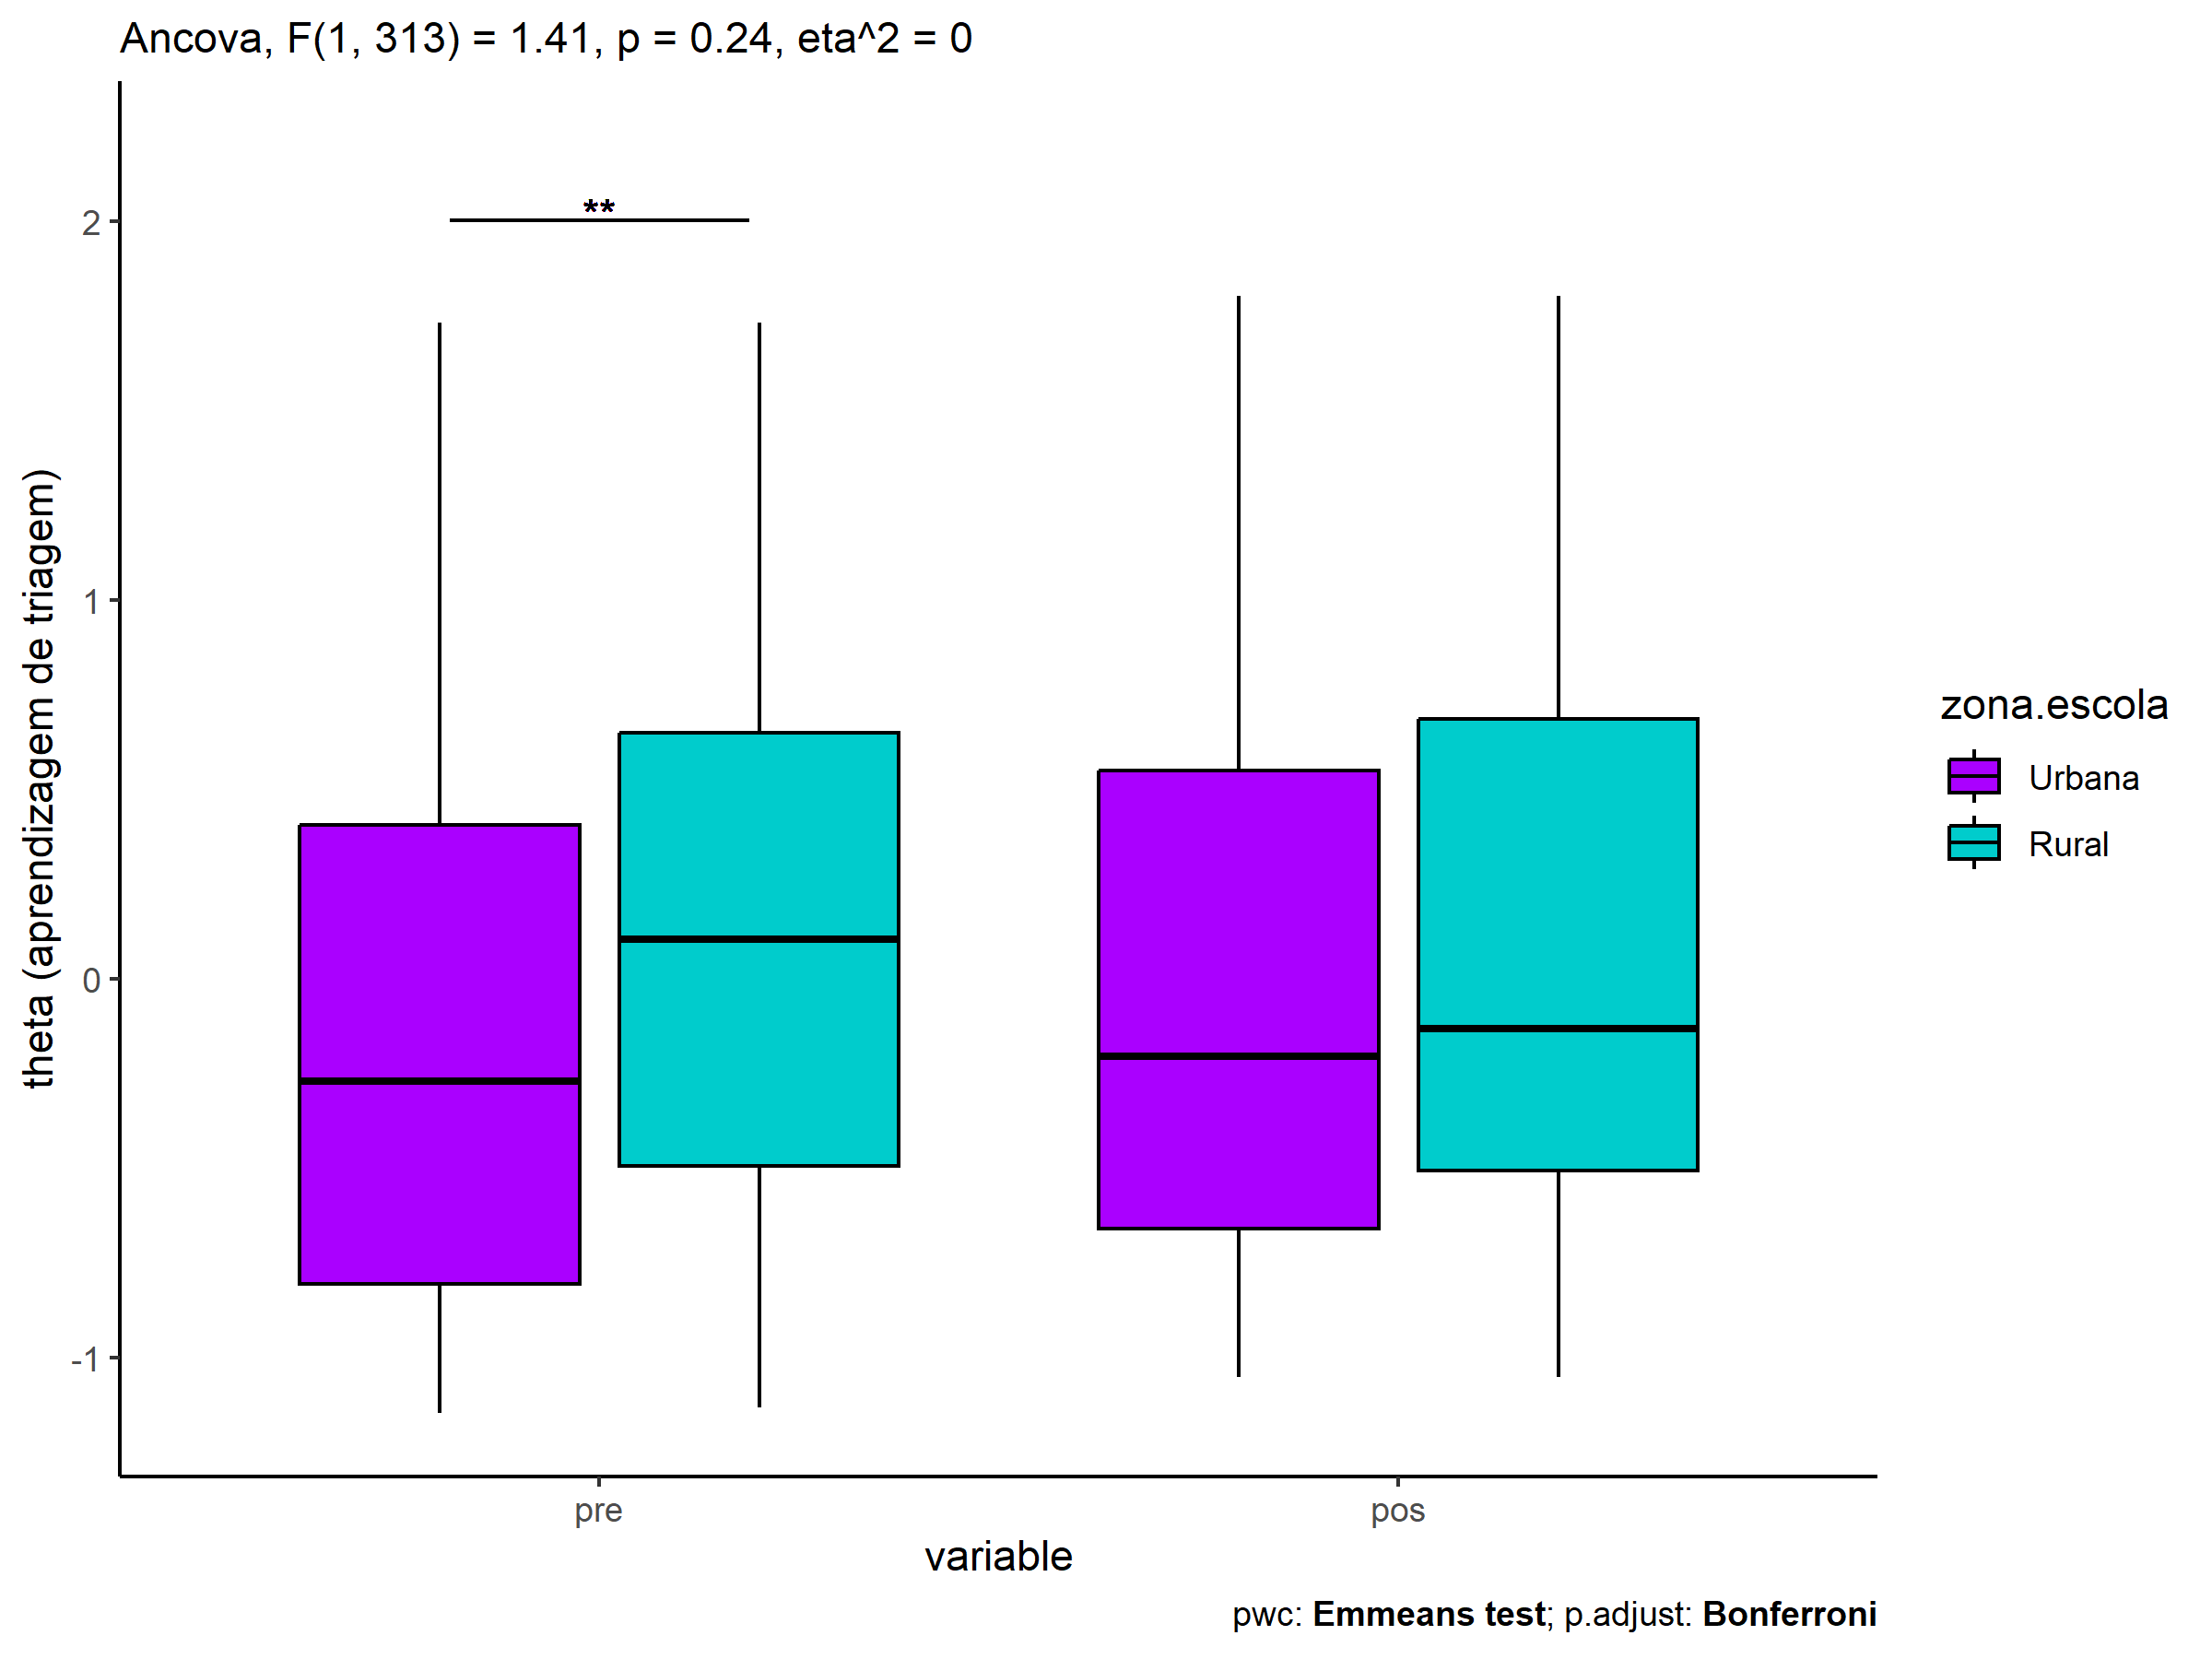 Ancova, F(1, 313) = 1.41, p = 0.24, eta^2 = 0
theta (aprendizagem de triagem)
2
1
0
-1
**
pre
pos
variable
zona.escola
Urbana
Rural
pwc: Emmeans test; p.adjust: Bonferroni